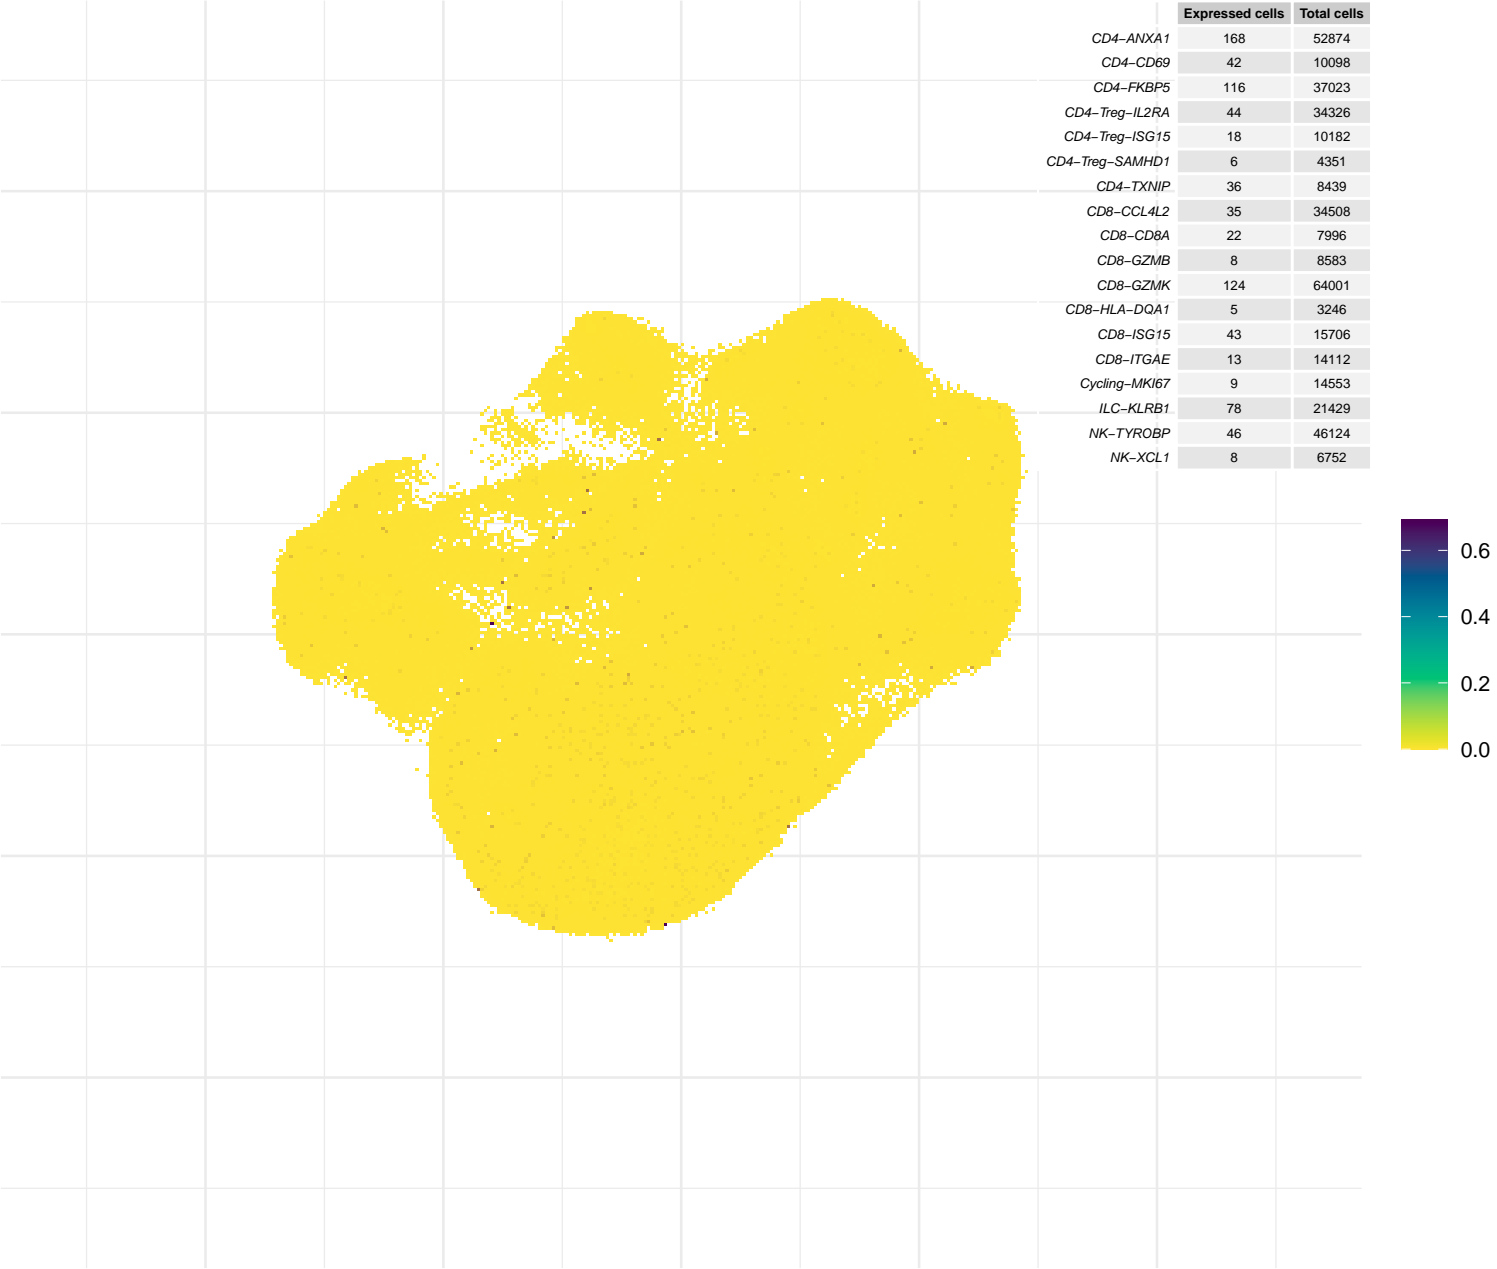 Expressed cells Total cells
CD4−ANXA1 168 52874
CD4−CD69 42 10098
CD4−FKBP5 116 37023
CD4−Treg−IL2RA 44 34326
CD4−Treg−ISG15 18 10182
CD4−Treg−SAMHD1 6 4351
CD4−TXNIP 36 8439
CD8−CCL4L2 35 34508
CD8−CD8A 22 7996
CD8−GZMB 8 8583
CD8−GZMK 124 64001
CD8−HLA−DQA1 5 3246
CD8−ISG15 43 15706
CD8−ITGAE 13 14112
Cycling−MKI67 9 14553
ILC−KLRB1 78 21429
NK−TYROBP 46 46124
NK−XCL1 8 6752
0.6
0.4
0.2
0.0